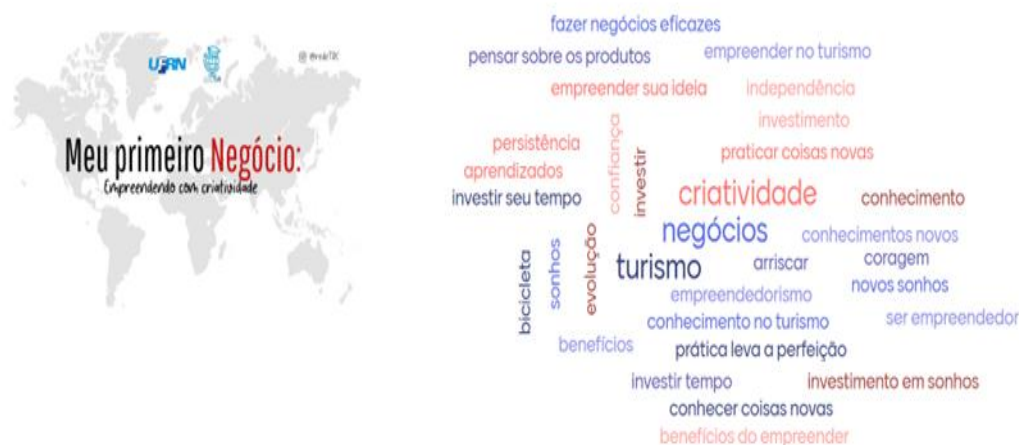 UFRN
Meu primeiro Negócio:
Empreendendo com criatividade
fazer negócios eficazes
pensar sobre os produtos
empreender no turismo
empreender sua ideia
independência
investimento
persistência
confiança
praticar coisas novas
aprendizados
investir
investir seu tempo
criatividade
conhecimento
negócios
conhecimentos novos
bicicleta
sonhos
evolução
turismo
arriscar
coragem
novos sonhos
empreendedorismo
conhecimento no turismo
ser empreendedor
benefícios
prática leva a perfeição
investir tempo
investimento em sonhos
conhecer coisas novas
benefícios do empreender